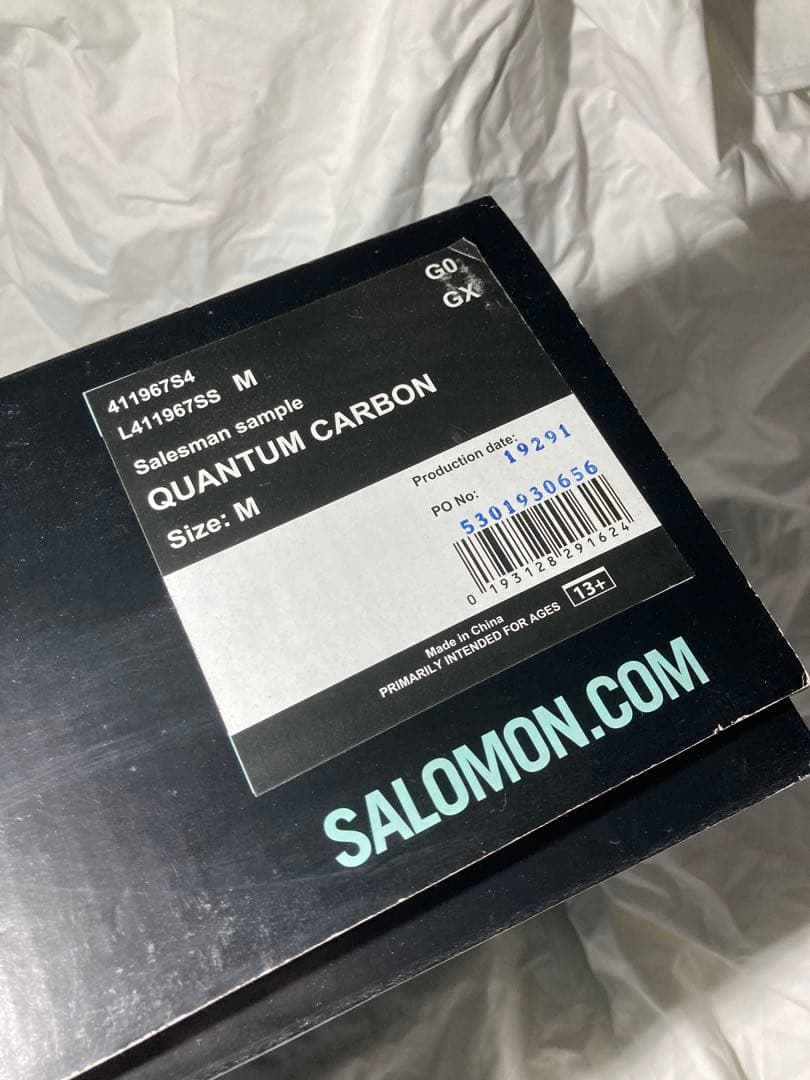 G0
GX
411967S4
L411967SS M
Salesman sample
QUANTUM CARBON
Size: M
Production date:
19291
PO No:
5301930656
0 193128 291624
Made in China
PRIMARILY INTENDED FOR AGES 13+
SALOMON.COM